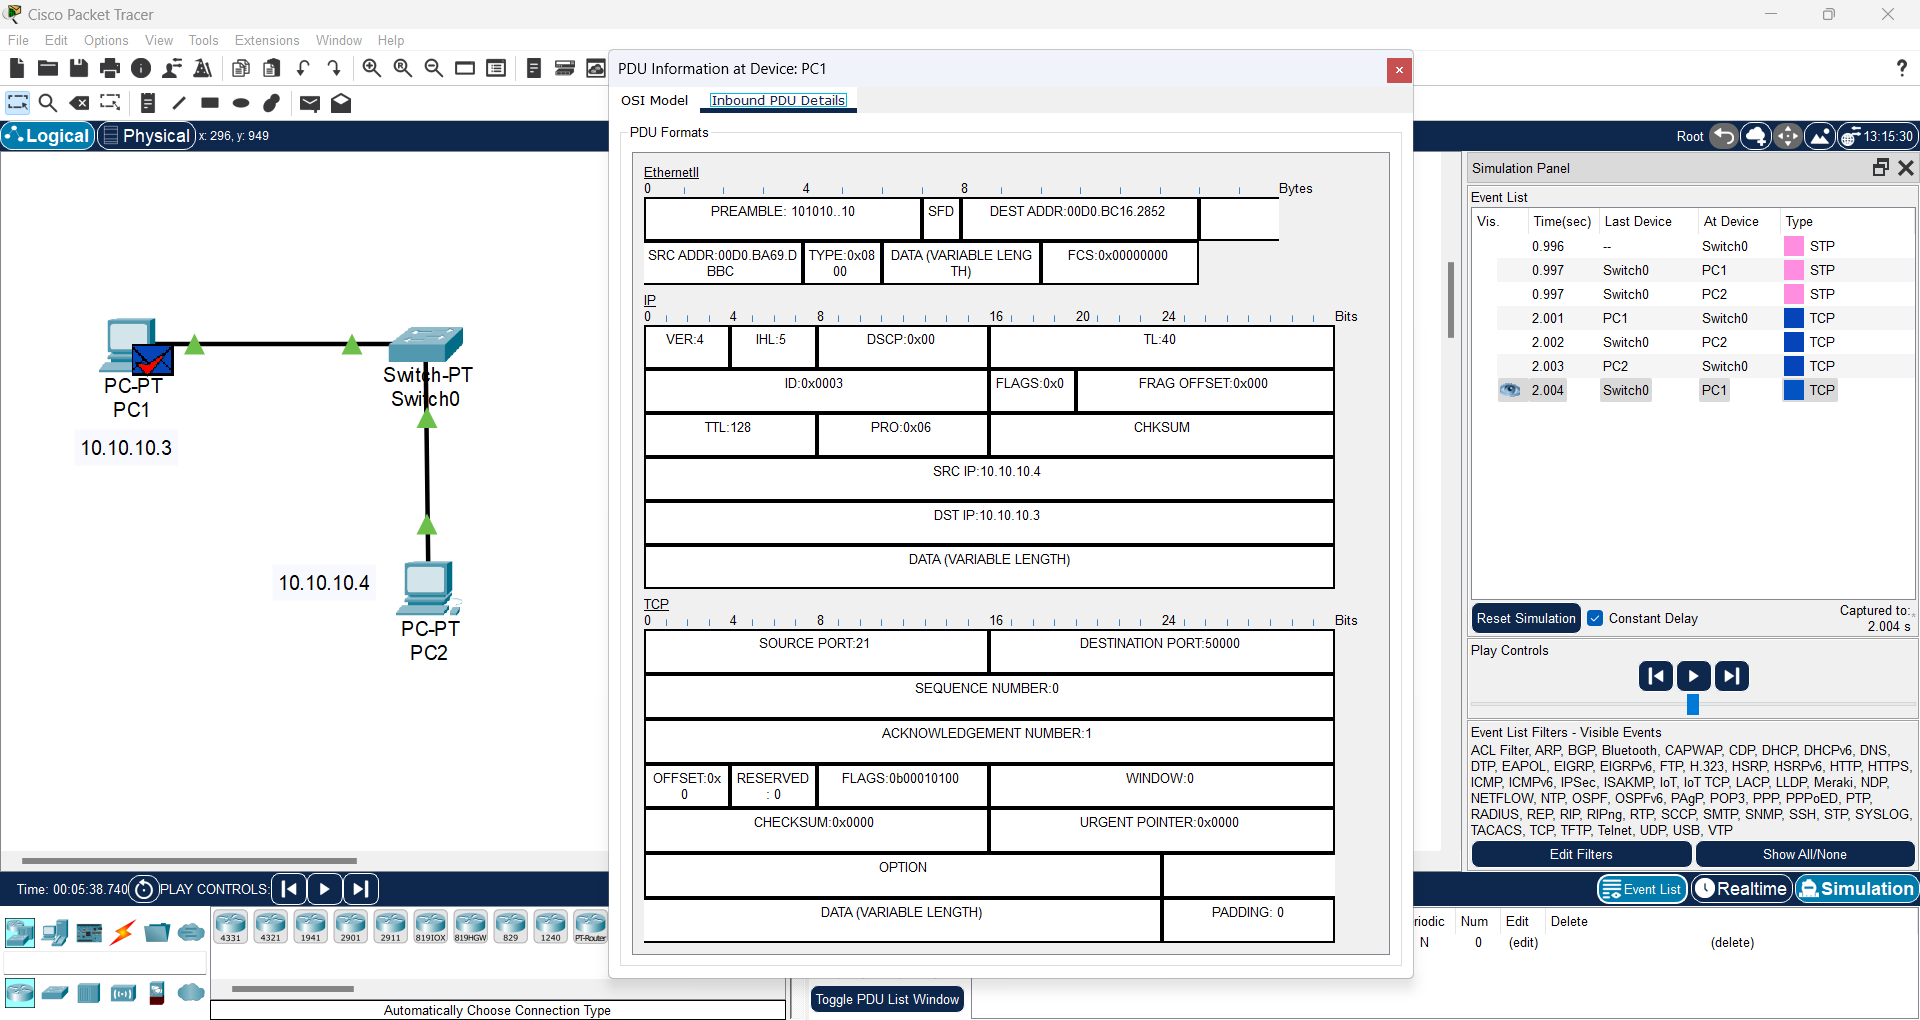 Cisco Packet Tracer
File Edit Options View Tools Extensions Window Help
Logical Physical x: 296, y: 949
Root 13:15:30
PC-PT
PC1
10.10.10.3
Switch-PT
Switch0
10.10.10.4
PC-PT
PC2
PDU Information at Device: PC1
OSI Model Inbound PDU Details
PDU Formats
EthernetII
0 4 8 Bytes
PREAMBLE: 101010..10 SFD DEST ADDR:00D0.BC16.2852
SRC ADDR:00D0.BA69.D TYPE:0x08 DATA (VARIABLE LENG FCS:0x00000000
BBC 00 TH)
IP
0 4 8 16 20 24 Bits
VER:4 IHL:5 DSCP:0x00 TL:40
ID:0x0003 FLAGS:0x0 FRAG OFFSET:0x000
TTL:128 PRO:0x06 CHKSUM
SRC IP:10.10.10.4
DST IP:10.10.10.3
DATA (VARIABLE LENGTH)
TCP
0 4 8 16 24 Bits
SOURCE PORT:21 DESTINATION PORT:50000
SEQUENCE NUMBER:0
ACKNOWLEDGEMENT NUMBER:1
OFFSET:0x RESERVED FLAGS:0b00010100 WINDOW:0
0 : 0
CHECKSUM:0x0000 URGENT POINTER:0x0000
OPTION
DATA (VARIABLE LENGTH) PADDING: 0
Simulation Panel
Event List
Vis. Time(sec) Last Device At Device Type
0.996 -- Switch0 STP
0.997 Switch0 PC1 STP
0.997 Switch0 PC2 STP
2.001 PC1 Switch0 TCP
2.002 Switch0 PC2 TCP
2.003 PC2 Switch0 TCP
2.004 Switch0 PC1 TCP
Reset Simulation Constant Delay Captured to:
2.004 s
Play Controls
Event List Filters - Visible Events
ACL Filter, ARP, BGP, Bluetooth, CAPWAP, CDP, DHCP, DHCPv6, DNS,
DTP, EAPOL, EIGRP, EIGRPv6, FTP, H.323, HSRP, HSRPv6, HTTP, HTTPS,
ICMP, ICMPv6, IPSec, ISAKMP, IoT, IoT TCP, LACP, LLDP, Meraki, NDP,
NETFLOW, NTP, OSPF, OSPFv6, PAgP, POP3, PPP, PPPoED, PTP,
RADIUS, REP, RIP, RIPng, RTP, SCCP, SMTP, SNMP, SSH, STP, SYSLOG,
TACACS, TCP, TFTP, Telnet, UDP, USB, VTP
Edit Filters Show All/None
Time: 00:05:38.740 PLAY CONTROLS: Event List Realtime Simulation
4331 4321 1941 2901 2911 819IOX 819HGW 829 1240 PT-Router
Automatically Choose Connection Type
Toggle PDU List Window
riodic Num Edit Delete
N 0 (edit) (delete)